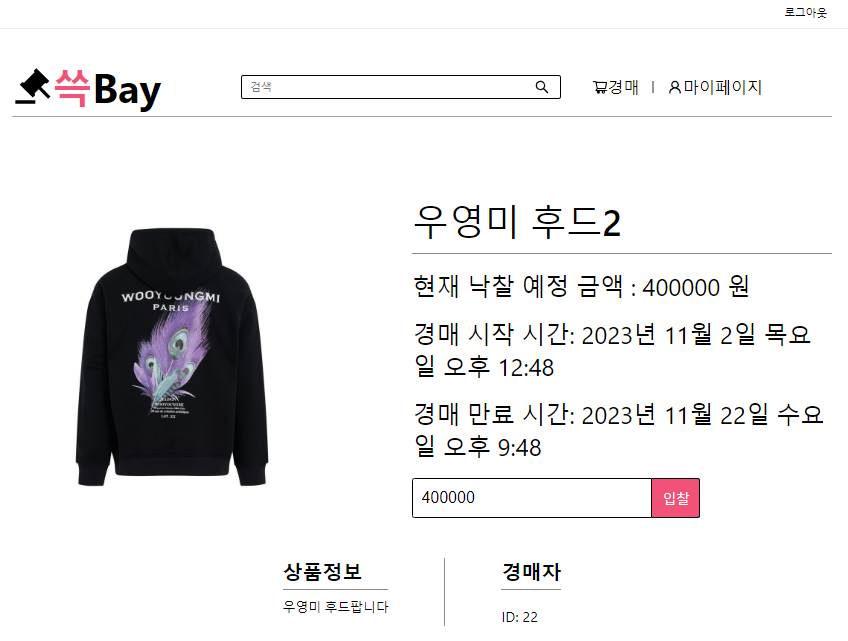 로그아웃
쓱Bay
검색
경매 | 마이페이지
우영미 후드2
WOOYOUNGMI
PARIS
현재 낙찰 예정 금액 : 400000 원
경매 시작 시간: 2023년 11월 2일 목요
일 오후 12:48
경매 만료 시간: 2023년 11월 22일 수요
일 오후 9:48
400000
입찰
상품정보
경매자
우영미 후드팝니다
ID: 22